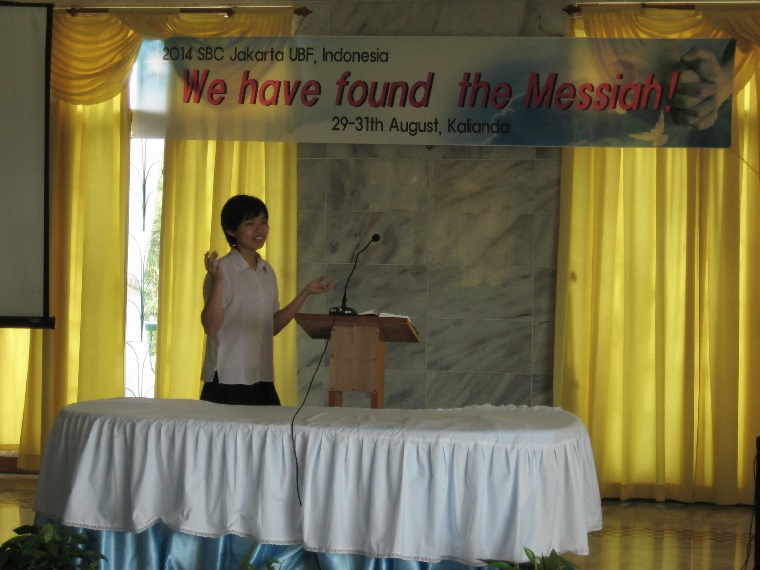 2014 SBC Jakarta UBF, Indonesia
We have found the Messiah!
29-31th August, Kalianda